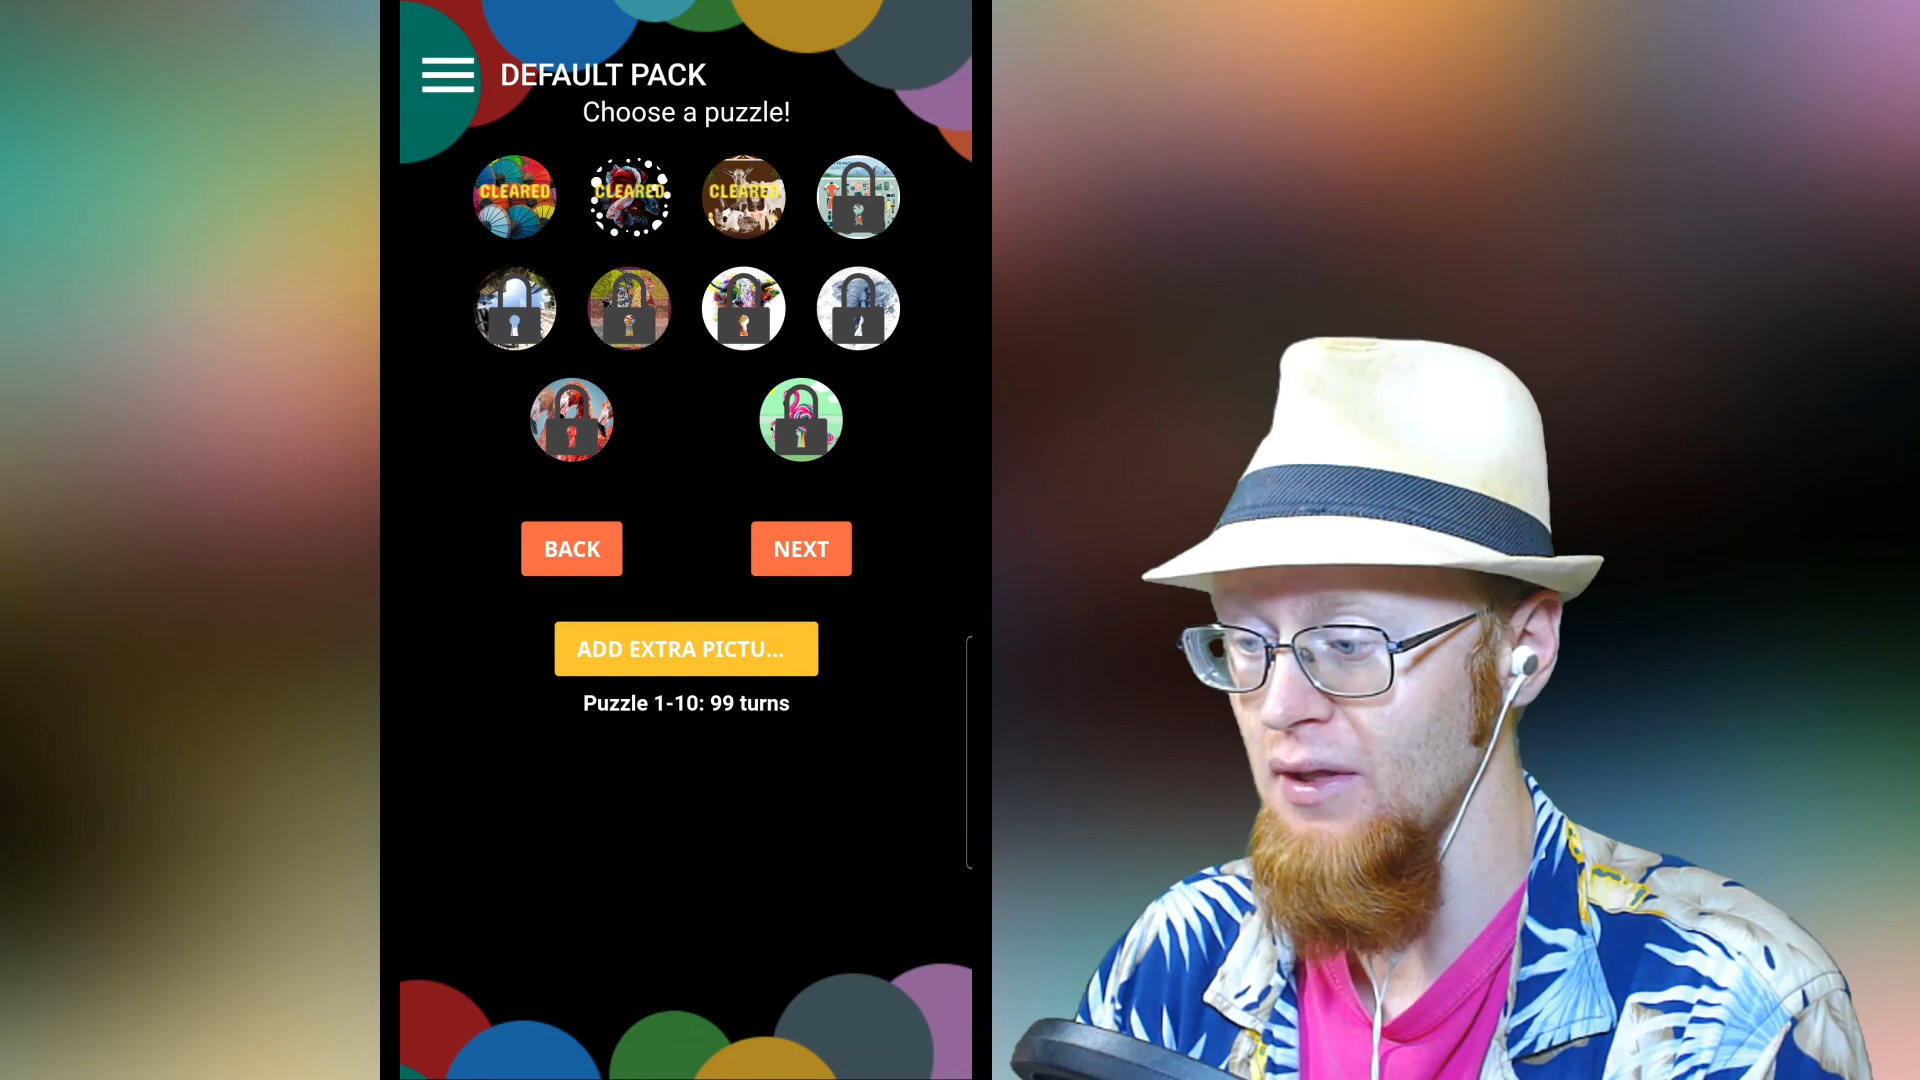 DEFAULT PACK
Choose a puzzle!
CLEARED
CLEARED
CLEARED
BACK
NEXT
ADD EXTRA PICTU...
Puzzle 1-10: 99 turns